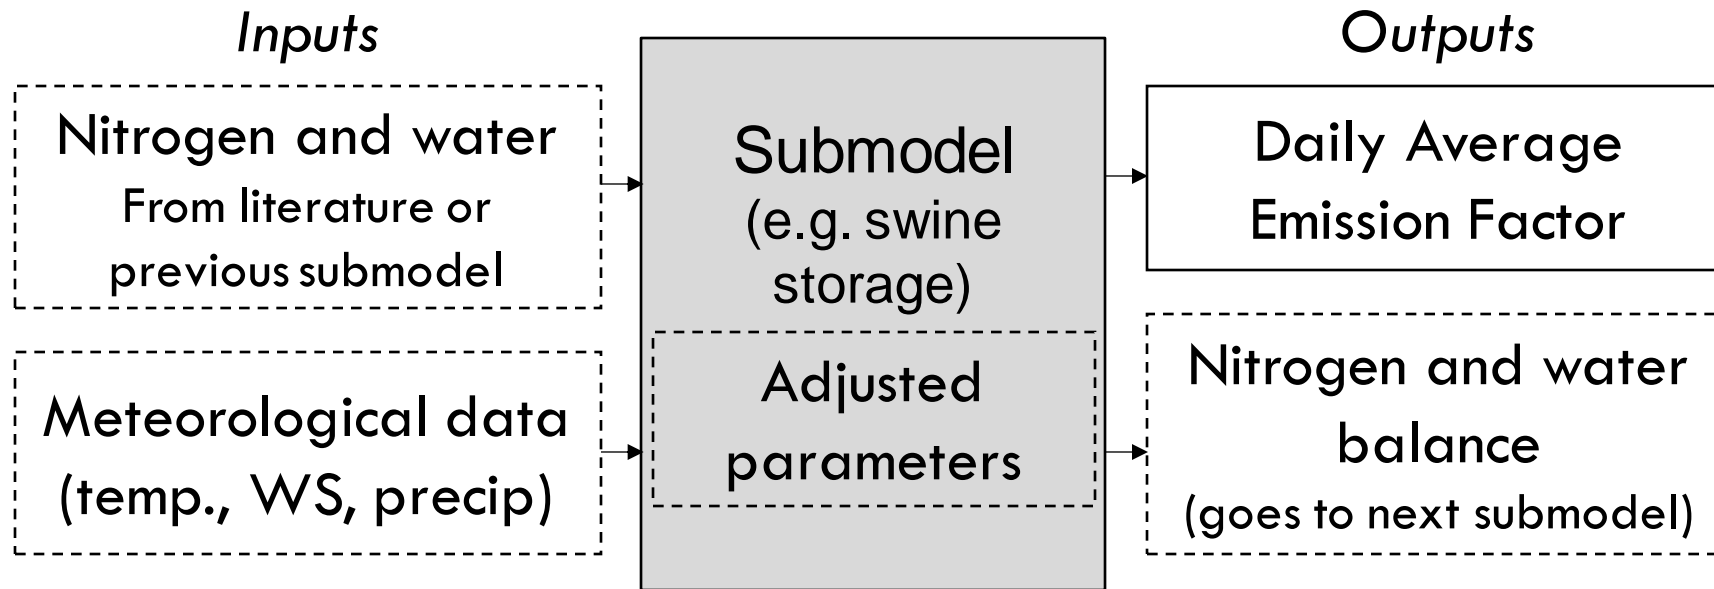 Inputs
Nitrogen and water
From literature or
previous submodel
Meteorological data
(temp., WS, precip)
Submodel
(e.g. swine
storage)
Adjusted
parameters
Outputs
Daily Average
Emission Factor
Nitrogen and water
balance
(goes to next submodel)